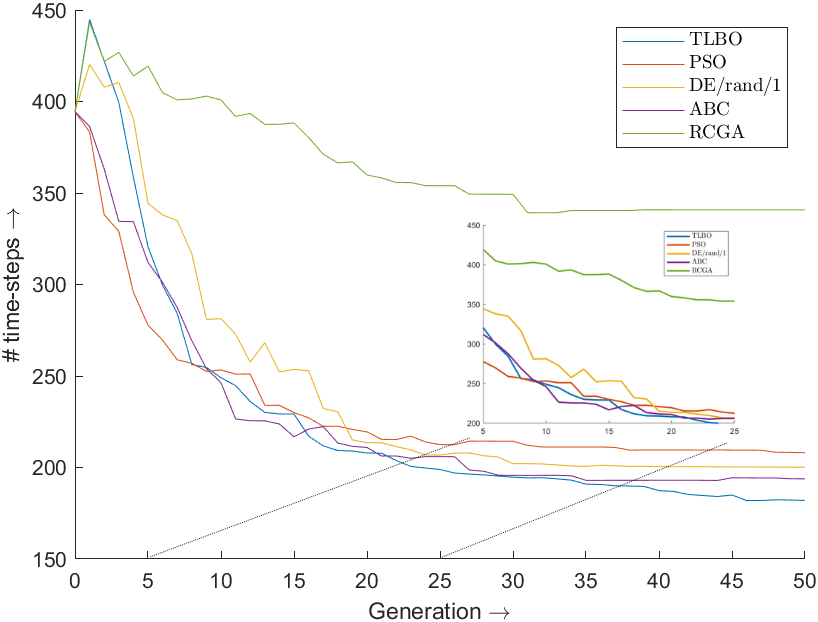 450
400
350
300
250
200
150
# time-steps →
0
5
10
15
20
25
30
35
40
45
50
Generation →
TLBO
PSO
DE/rand/1
ABC
RCGA
450
400
350
300
250
200
5
10
15
20
25
TLBO
PSO
DE/rand/1
ABC
RCGA